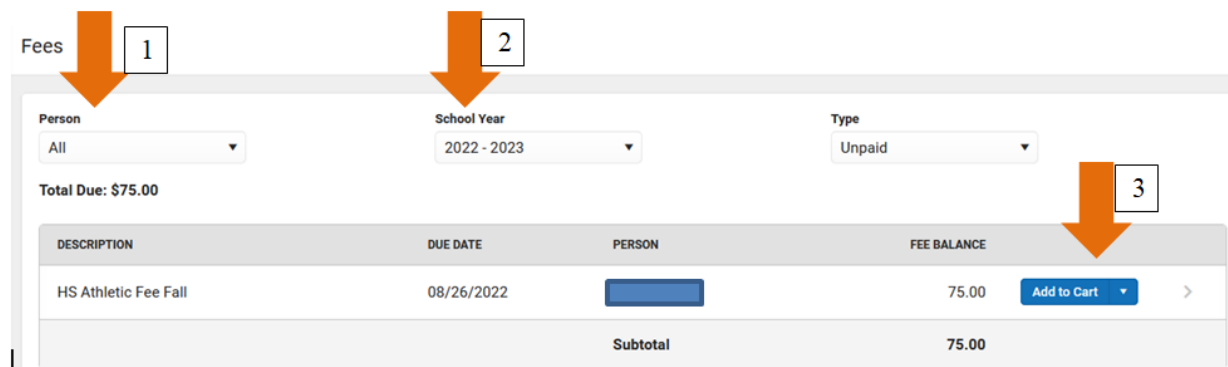 Fees
1
2
Person School Year Type
All 2022 - 2023 Unpaid
Total Due: $75.00
3
DESCRIPTION DUE DATE PERSON FEE BALANCE
HS Athletic Fee Fall 08/26/2022 75.00 Add to Cart
Subtotal 75.00